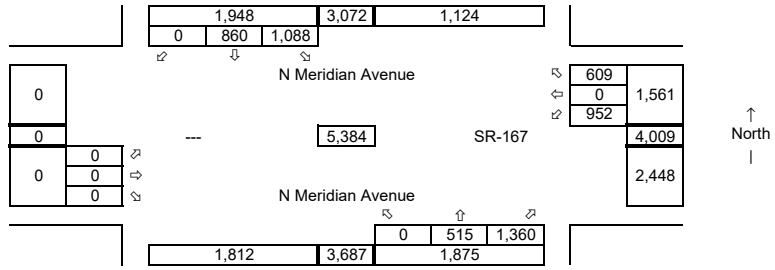 1,948 3,072 1,124
0 860 1,088
⬃ ⇩ ⬂
N Meridian Avenue
⬁ 609
0 ⇦ 0 1,561
⬃ 952
0 --- 5,384 SR-167 4,009
0 ⬀
0 0 ⇨ 2,448
0 ⬂
N Meridian Avenue
⬁ ⇧ ⬀
0 515 1,360
1,812 3,687 1,875
↑
North
|